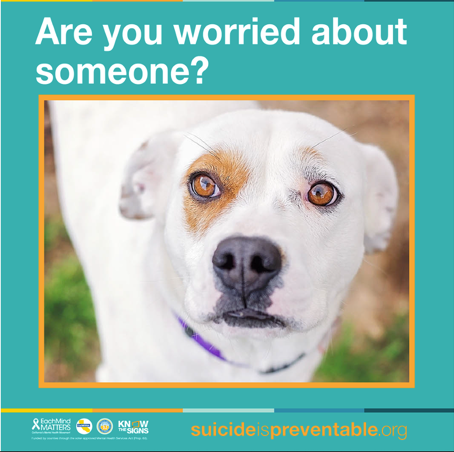 Are you worried about
someone?
EachMind
MATTERS
KNOW
THE SIGNS
suicideispreventable.org